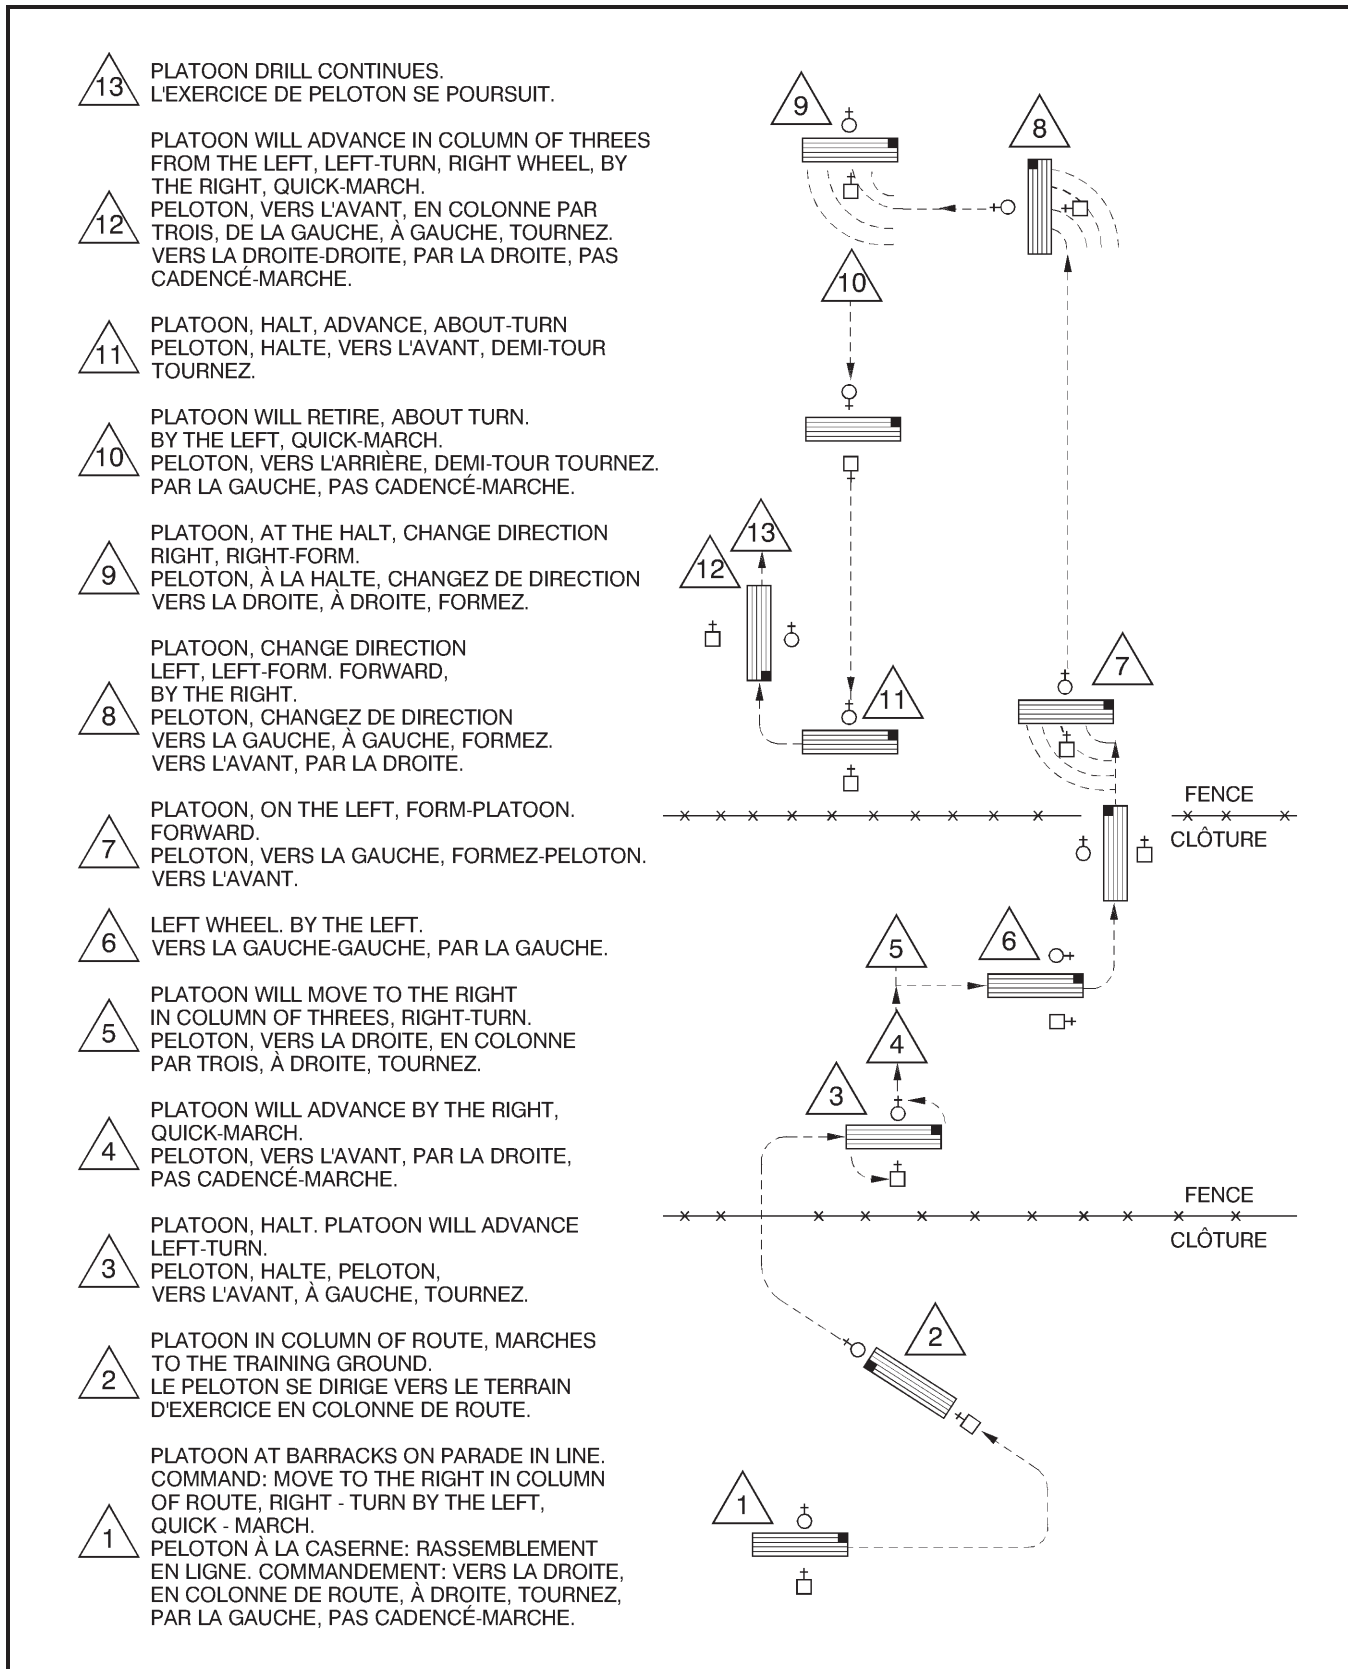 13
PLATOON DRILL CONTINUES.
L'EXERCICE DE PELOTON SE POURSUIT.
12
PLATOON WILL ADVANCE IN COLUMN OF THREES
FROM THE LEFT, LEFT-TURN, RIGHT WHEEL, BY
THE RIGHT, QUICK-MARCH.
PELOTON, VERS L'AVANT, EN COLONNE PAR
TROIS, DE LA GAUCHE, À GAUCHE, TOURNEZ.
VERS LA DROITE-DROITE, PAR LA DROITE, PAS
CADENCÉ-MARCHE.
11
PLATOON, HALT, ADVANCE, ABOUT-TURN
PELOTON, HALTE, VERS L'AVANT, DEMI-TOUR
TOURNEZ.
10
PLATOON WILL RETIRE, ABOUT TURN.
BY THE LEFT, QUICK-MARCH.
PELOTON, VERS L'ARRIÈRE, DEMI-TOUR TOURNEZ.
PAR LA GAUCHE, PAS CADENCÉ-MARCHE.
9
PLATOON, AT THE HALT, CHANGE DIRECTION
RIGHT, RIGHT-FORM.
PELOTON, À LA HALTE, CHANGEZ DE DIRECTION
VERS LA DROITE, À DROITE, FORMEZ.
8
PLATOON, CHANGE DIRECTION
LEFT, LEFT-FORM. FORWARD,
BY THE RIGHT.
PELOTON, CHANGEZ DE DIRECTION
VERS LA GAUCHE, À GAUCHE, FORMEZ.
VERS L'AVANT, PAR LA DROITE.
7
PLATOON, ON THE LEFT, FORM-PLATOON.
FORWARD.
PELOTON, VERS LA GAUCHE, FORMEZ-PELOTON.
VERS L'AVANT.
6
LEFT WHEEL. BY THE LEFT.
VERS LA GAUCHE-GAUCHE, PAR LA GAUCHE.
5
PLATOON WILL MOVE TO THE RIGHT
IN COLUMN OF THREES, RIGHT-TURN.
PELOTON, VERS LA DROITE, EN COLONNE
PAR TROIS, À DROITE, TOURNEZ.
4
PLATOON WILL ADVANCE BY THE RIGHT,
QUICK-MARCH.
PELOTON, VERS L'AVANT, PAR LA DROITE,
PAS CADENCÉ-MARCHE.
3
PLATOON, HALT. PLATOON WILL ADVANCE
LEFT-TURN.
PELOTON, HALTE, PELOTON,
VERS L'AVANT, À GAUCHE, TOURNEZ.
2
PLATOON IN COLUMN OF ROUTE, MARCHES
TO THE TRAINING GROUND.
LE PELOTON SE DIRIGE VERS LE TERRAIN
D'EXERCICE EN COLONNE DE ROUTE.
1
PLATOON AT BARRACKS ON PARADE IN LINE.
COMMAND: MOVE TO THE RIGHT IN COLUMN
OF ROUTE, RIGHT - TURN BY THE LEFT,
QUICK - MARCH.
PELOTON À LA CASERNE: RASSEMBLEMENT
EN LIGNE. COMMANDEMENT: VERS LA DROITE,
EN COLONNE DE ROUTE, À DROITE, TOURNEZ,
PAR LA GAUCHE, PAS CADENCÉ-MARCHE.
9
8
10
13
12
11
7
FENCE
CLÔTURE
5
6
4
3
FENCE
CLÔTURE
2
1